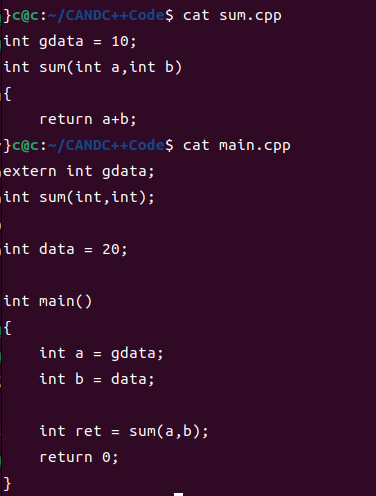 }c@c:~/CANDC++Code$ cat sum.cpp
int gdata = 10;
int sum(int a,int b)
{
    return a+b;
}c@c:~/CANDC++Code$ cat main.cpp
extern int gdata;
int sum(int,int);
int data = 20;
int main()
{
    int a = gdata;
    int b = data;
    int ret = sum(a,b);
    return 0;
}